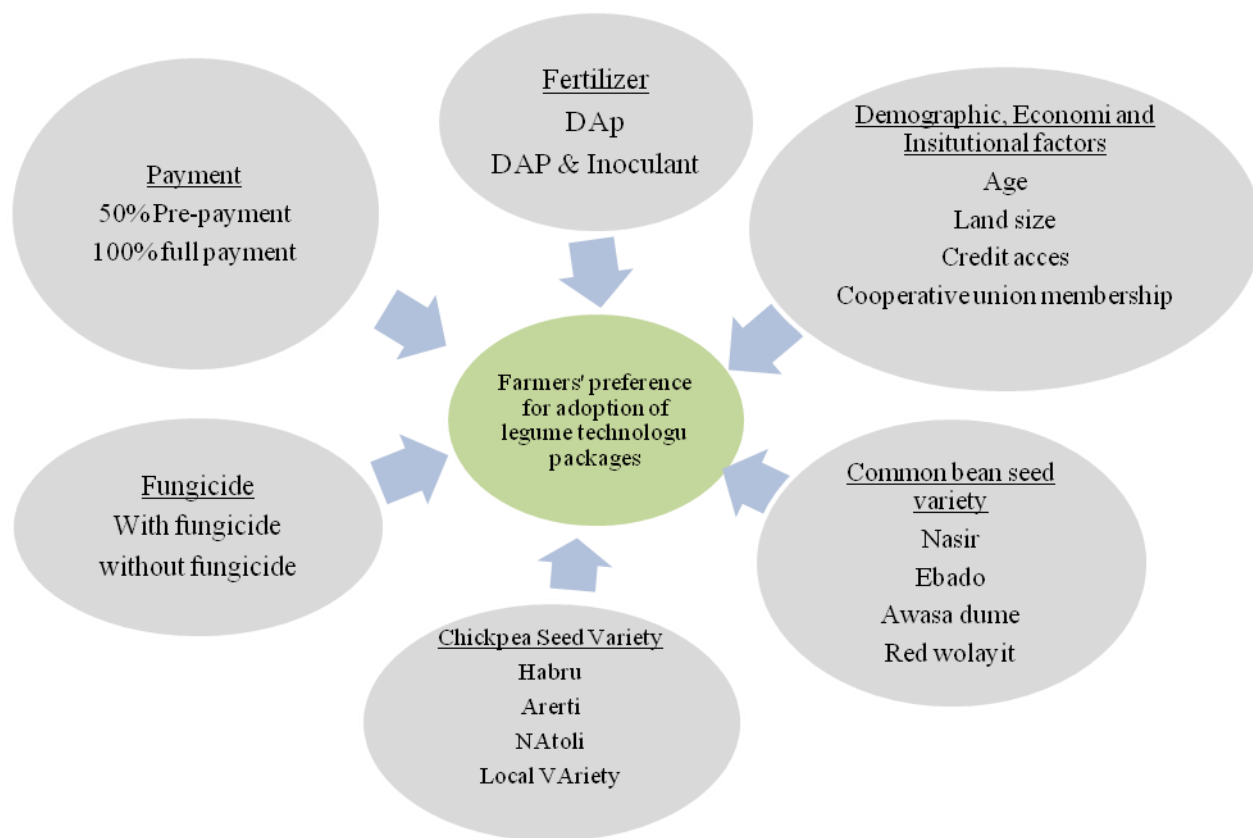 Fertilizer
DAp
DAP & Inoculant
Demographic, Economi and
Insitutional factors
Age
Land size
Credit acces
Cooperative union membership
Payment
50% Pre-payment
100% full payment
Farmers' preference
for adoption of
legume technologu
packages
Fungicide
With fungicide
without fungicide
Common bean seed
variety
Nasir
Ebado
Awasa dume
Red wolayit
Chickpea Seed Variety
Habru
Arerti
NAtoli
Local VAriety